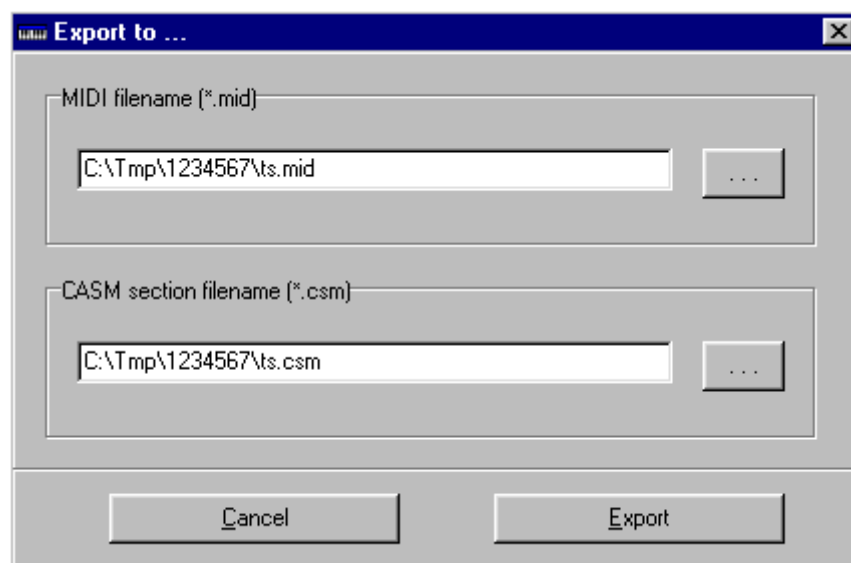 Export to ...
MIDI filename (*.mid)
C:\Tmp\1234567\ts.mid
...
CASM section filename (*.csm)
C:\Tmp\1234567\ts.csm
...
Cancel
Export